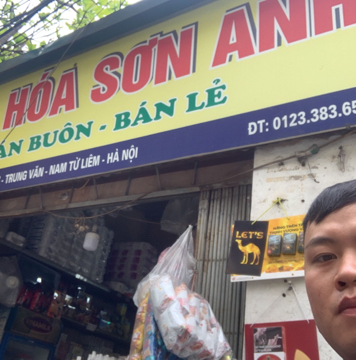 HÓA SƠN ANH
ÁN BUÔN - BÁN LẺ
ĐT: 0123.383.65
- TRUNG VĂN - NAM TỪ LIÊM - HÀ NỘI
LET'S